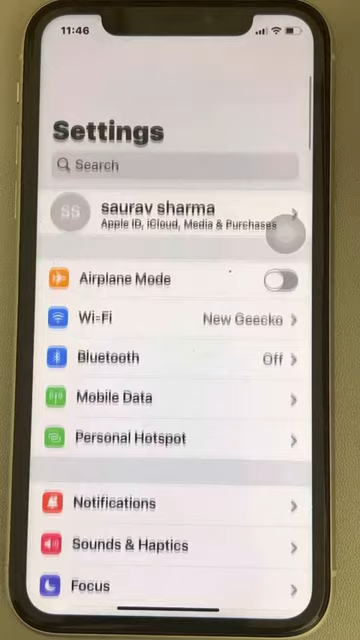 11:46
Settings
Search
SS
saurav sharma
Apple ID, iCloud, Media & Purchases
Airplane Mode
Wi-Fi New Geecko
Bluetooth Off
Mobile Data
Personal Hotspot
Notifications
Sounds & Haptics
Focus